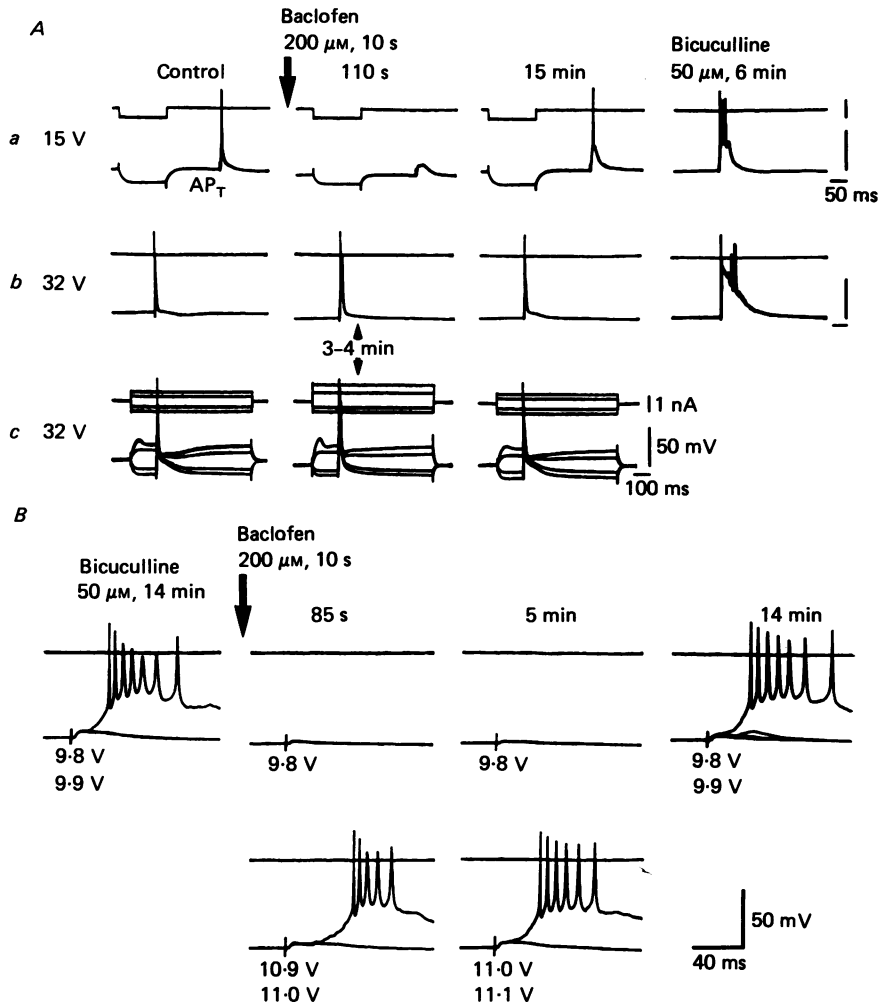 A
Baclofen
200 μM, 10 s
Bicuculline
50 μM, 6 min
Control
110 s
15 min
a 15 V
AP_T
50 ms
b 32 V
3–4 min
c 32 V
1 nA
50 mV
100 ms
B
Baclofen
200 μM, 10 s
Bicuculline
50 μM, 14 min
85 s
5 min
14 min
9·8 V
9·9 V
9·8 V
9·8 V
9·8 V
9·9 V
10·9 V
11·0 V
11·0 V
11·1 V
50 mV
40 ms